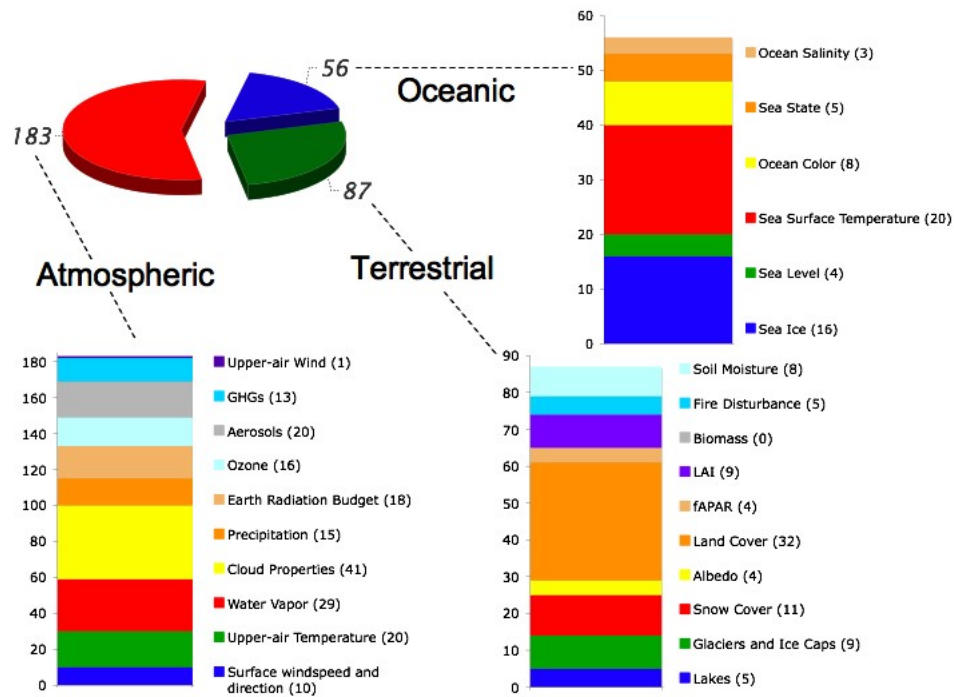 183
56
87
Oceanic
Atmospheric
Terrestrial
60
50
40
30
20
10
0
Ocean Salinity (3)
Sea State (5)
Ocean Color (8)
Sea Surface Temperature (20)
Sea Level (4)
Sea Ice (16)
180
160
140
120
100
80
60
40
20
0
Upper-air Wind (1)
GHGs (13)
Aerosols (20)
Ozone (16)
Earth Radiation Budget (18)
Precipitation (15)
Cloud Properties (41)
Water Vapor (29)
Upper-air Temperature (20)
Surface windspeed and
direction (10)
90
80
70
60
50
40
30
20
10
0
Soil Moisture (8)
Fire Disturbance (5)
Biomass (0)
LAI (9)
fAPAR (4)
Land Cover (32)
Albedo (4)
Snow Cover (11)
Glaciers and Ice Caps (9)
Lakes (5)